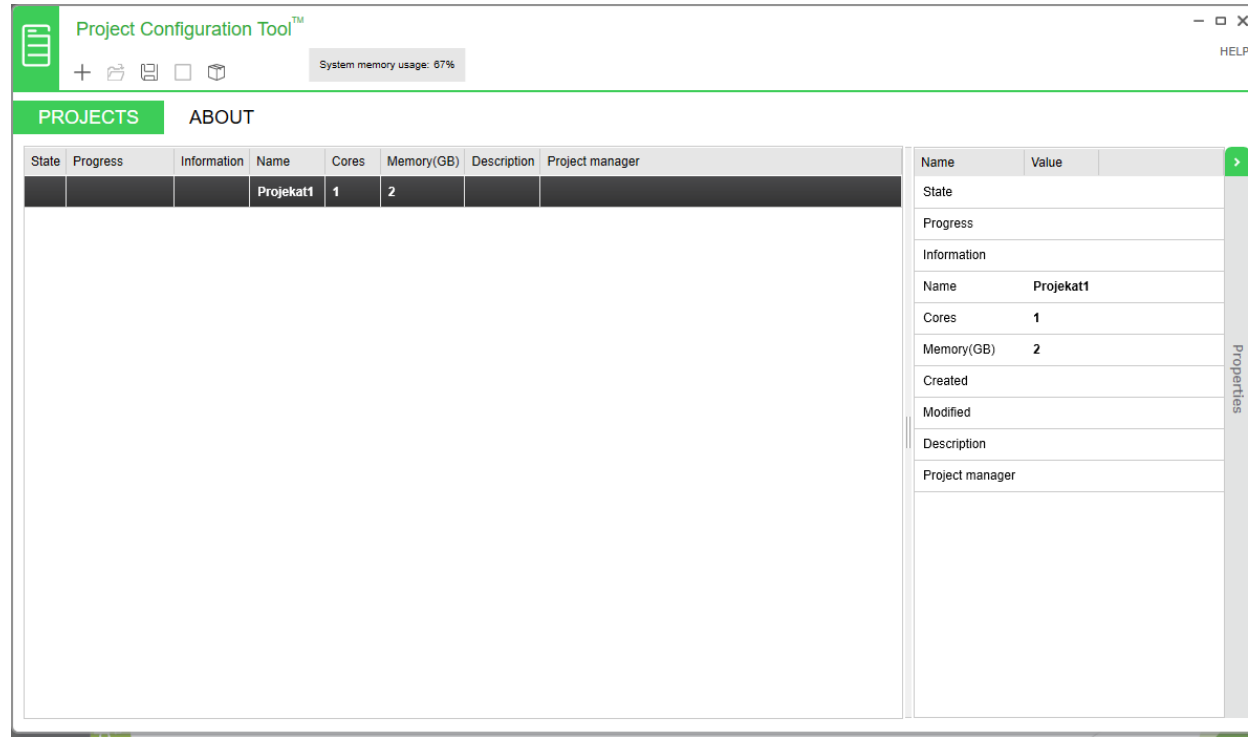 Project Configuration Tool™
HELP
System memory usage: 67%
PROJECTS ABOUT
State Progress Information Name Cores Memory(GB) Description Project manager
Projekat1 1 2
Name Value
State
Progress
Information
Name Projekat1
Cores 1
Memory(GB) 2
Created
Modified
Description
Project manager
Properties